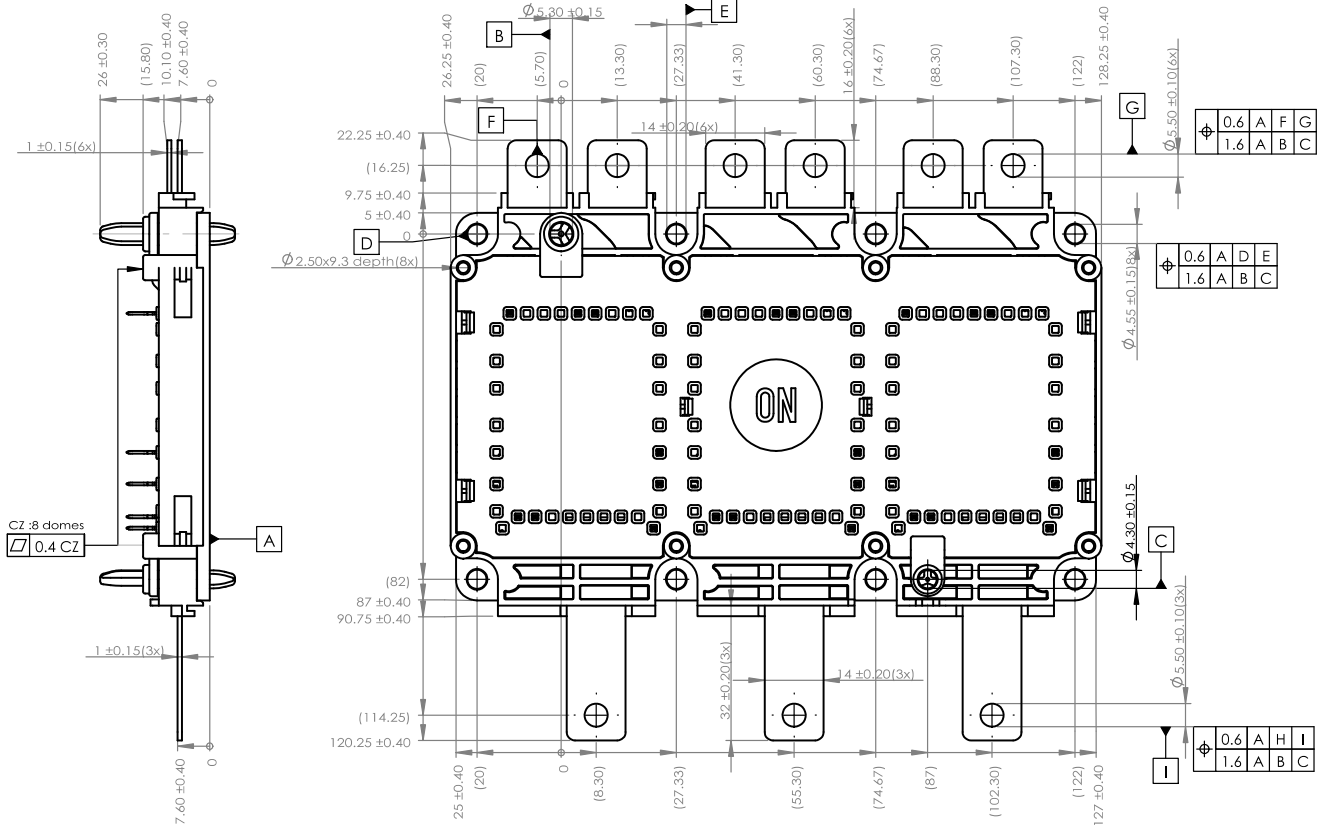 26 ±0.30
(15.80)
10.10 ±0.40
7.60 ±0.40
0
1 ±0.15(6x)
CZ :8 domes
0.4 CZ
A
1 ±0.15(3x)
7.60 ±0.40
0
Ø5.30 ±0.15
B
E
26.25 ±0.40
(20)
(5.70)
0
(13.30)
(27.33)
(41.30)
(60.30)
16 ±0.20(6x)
(74.67)
(88.30)
(107.30)
(122)
128.25 ±0.40
G
Ø5.50 ±0.10(6x)
0.6 A F G
1.6 A B C
F
14 ±0.20(6x)
22.25 ±0.40
(16.25)
9.75 ±0.40
5 ±0.40
0
D
Ø2.50x9.3 depth(8x)
0.6 A D E
1.6 A B C
Ø4.55 ±0.15(8x)
ON
Ø4.30 ±0.15
C
(82)
87 ±0.40
90.75 ±0.40
32 ±0.20(3x)
14 ±0.20(3x)
Ø5.50 ±0.10(3x)
(114.25)
120.25 ±0.40
0.6 A H I
1.6 A B C
I
25 ±0.40
(20)
0
(8.30)
(27.33)
(55.30)
(74.67)
(87)
(102.30)
(122)
127 ±0.40